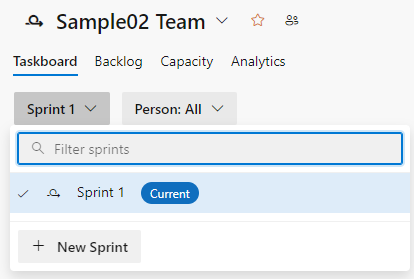 Sample02 Team
Taskboard Backlog Capacity Analytics
Sprint 1 Person: All
Filter sprints
Sprint 1 Current
New Sprint